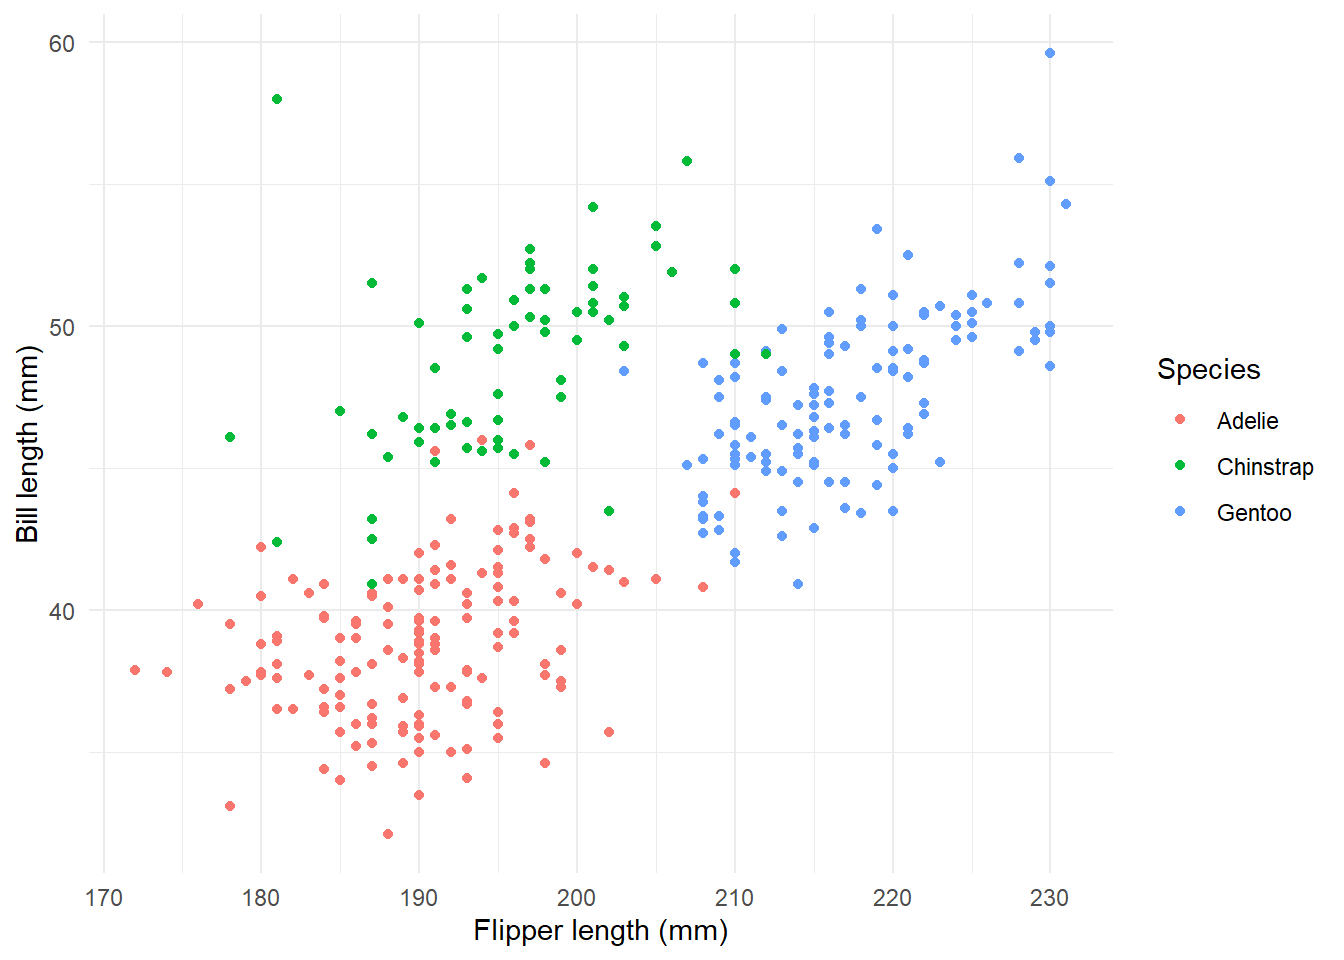 60
50
40
Bill length (mm)
170 180 190 200 210 220 230
Flipper length (mm)
Species
Adelie
Chinstrap
Gentoo